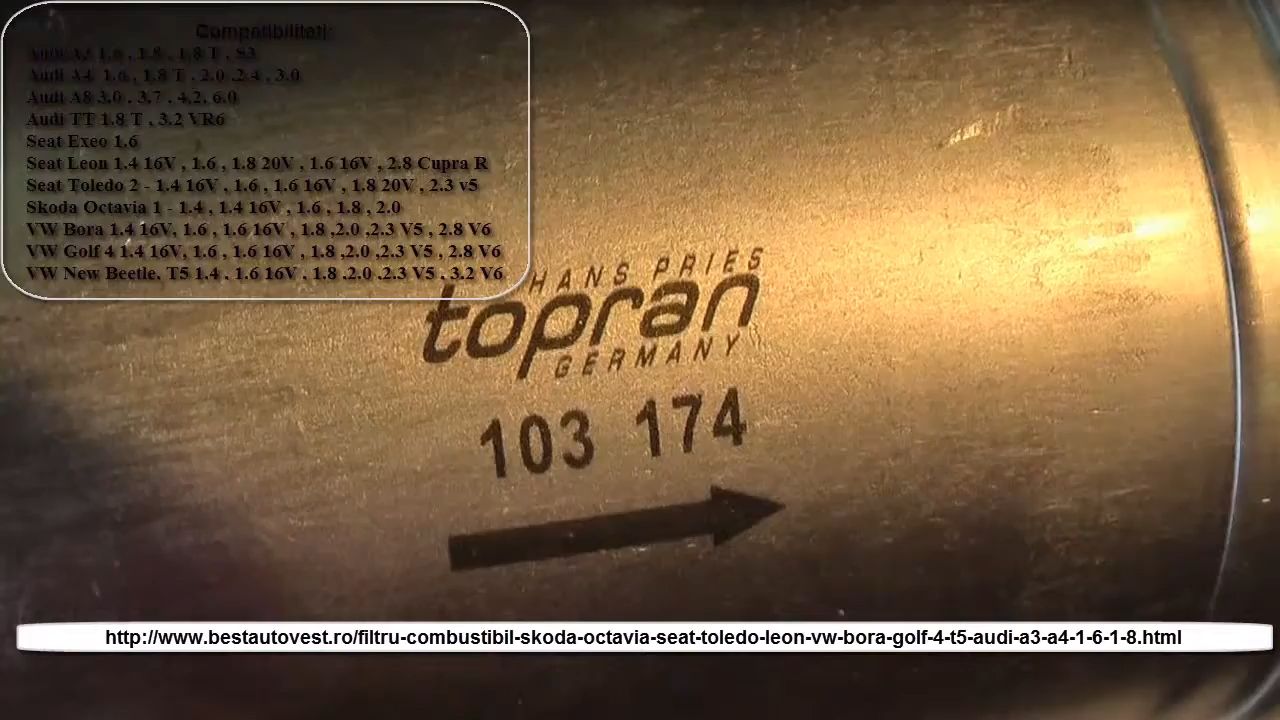 Compatibilitati:
Audi A3 1.6 , 1.8 , 1.8 T , S3
Audi A4 1.6 , 1.8 T , 2.0 ,2.4 , 3.0
Audi A8 3.0 , 3.7 , 4.2, 6.0
Audi TT 1.8 T , 3.2 VR6
Seat Exeo 1.6
Seat Leon 1.4 16V , 1.6 , 1.8 20V , 1.6 16V , 2.8 Cupra R
Seat Toledo 2 - 1.4 16V , 1.6 , 1.6 16V , 1.8 20V , 2.3 v5
Skoda Octavia 1 - 1.4 , 1.4 16V , 1.6 , 1.8 , 2.0
VW Bora 1.4 16V, 1.6 , 1.6 16V , 1.8 ,2.0 ,2.3 V5 , 2.8 V6
VW Golf 4 1.4 16V, 1.6 , 1.6 16V , 1.8 ,2.0 ,2.3 V5 , 2.8 V6
VW New Beetle, T5 1.4 , 1.6 16V , 1.8 ,2.0 ,2.3 V5 , 3.2 V6
HANS PRIES
topran
GERMANY
103 174
http://www.bestautovest.ro/filtru-combustibil-skoda-octavia-seat-toledo-leon-vw-bora-golf-4-t5-audi-a3-a4-1-6-1-8.html